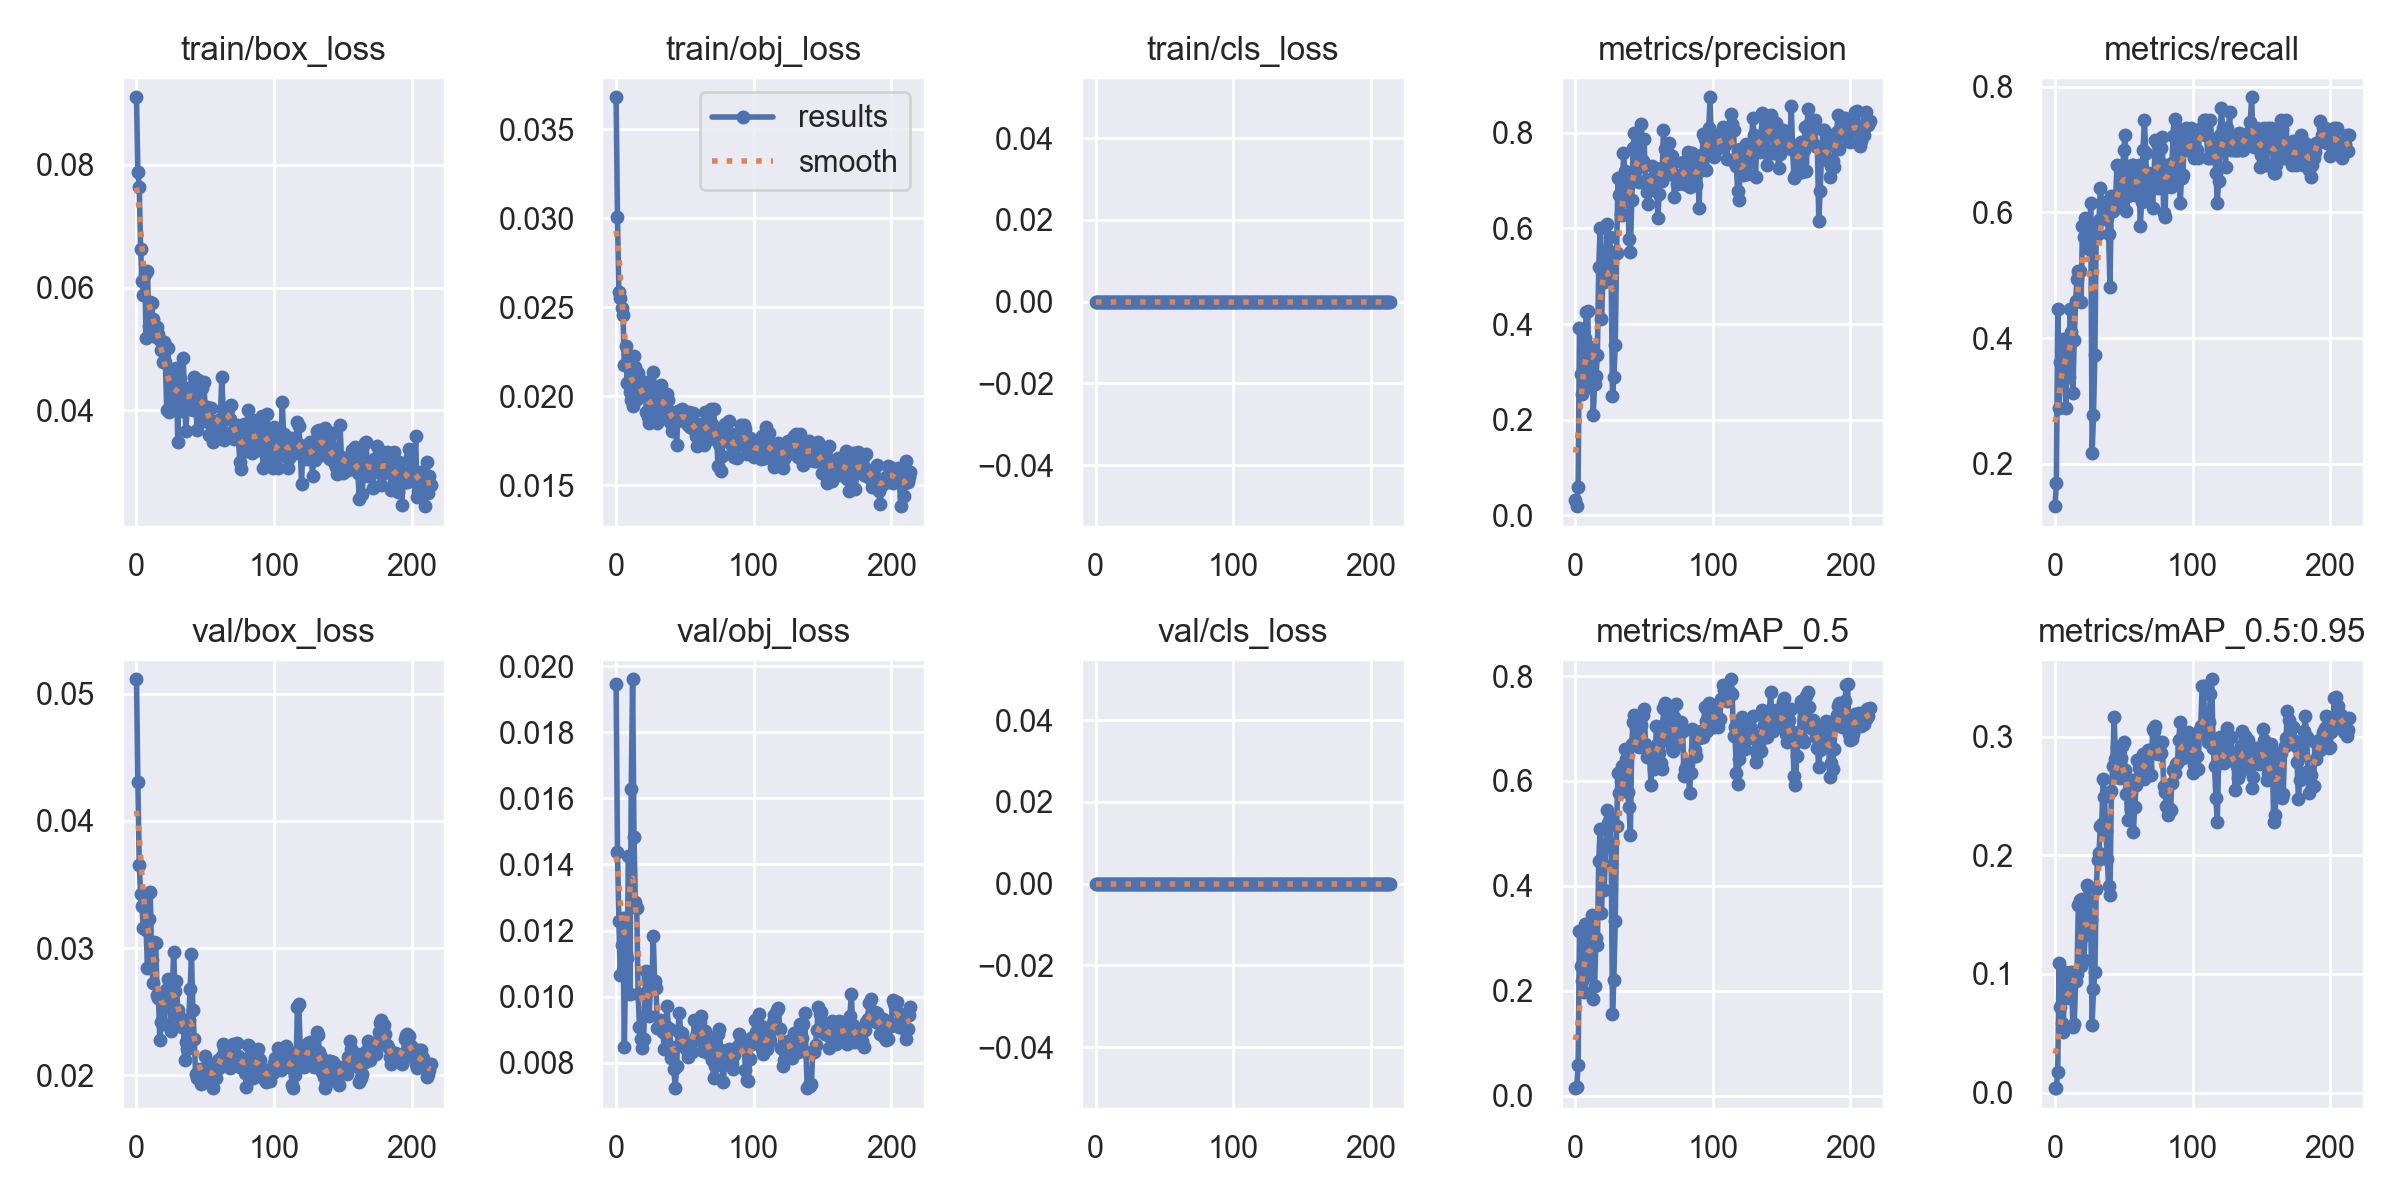 train/box_loss
train/obj_loss
train/cls_loss
metrics/precision
metrics/recall
0.08
0.06
0.04
0 100 200
0.035
0.030
0.025
0.020
0.015
results
smooth
0 100 200
0.04
0.02
0.00
−0.02
−0.04
0 100 200
0.8
0.6
0.4
0.2
0.0
0 100 200
0.8
0.6
0.4
0.2
0 100 200
val/box_loss
val/obj_loss
val/cls_loss
metrics/mAP_0.5
metrics/mAP_0.5:0.95
0.05
0.04
0.03
0.02
0 100 200
0.020
0.018
0.016
0.014
0.012
0.010
0.008
0 100 200
0.04
0.02
0.00
−0.02
−0.04
0 100 200
0.8
0.6
0.4
0.2
0.0
0 100 200
0.3
0.2
0.1
0.0
0 100 200